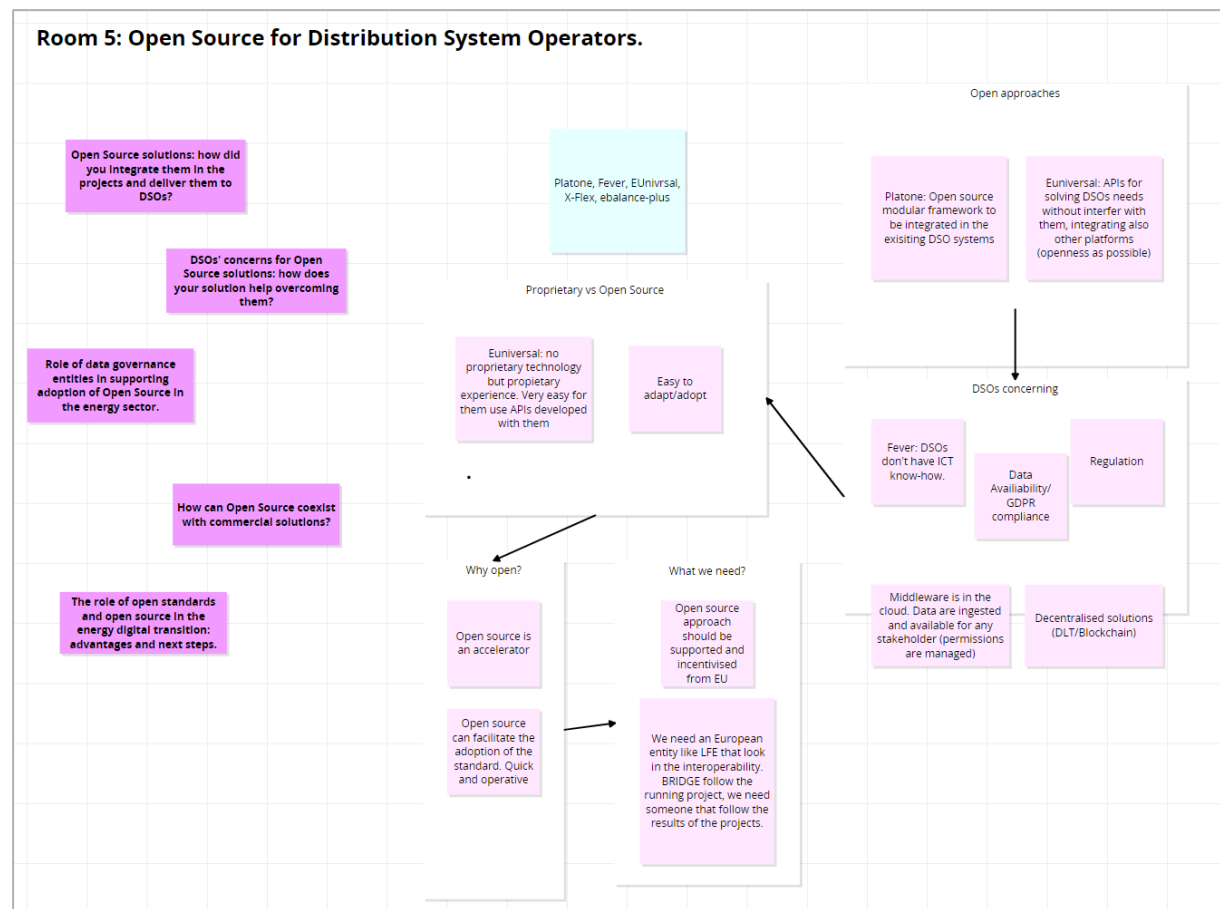 Room 5: Open Source for Distribution System Operators.
Open Source solutions: how did
you integrate them in the
projects and deliver them to
DSOs?
DSOs' concerns for Open
Source solutions: how does
your solution help overcoming
them?
Role of data governance
entities in supporting
adoption of Open Source in
the energy sector.
How can Open Source coexist
with commercial solutions?
The role of open standards
and open source in the
energy digital transition:
advantages and next steps.
Platone, Fever, EUnivrsal,
X-Flex, ebalance-plus
Open approaches
Platone: Open source
modular framework to
be integrated in the
exisiting DSO systems
Euniversal: APIs for
solving DSOs needs
without interfer with
them, integrating also
other platforms
(openness as possible)
DSOs concerning
Fever: DSOs
don't have ICT
know-how.
Data
Availiability/
GDPR
compliance
Regulation
Middleware is in the
cloud. Data are ingested
and available for any
stakeholder (permissions
are managed)
Decentralised solutions
(DLT/Blockchain)
Proprietary vs Open Source
Euniversal: no
proprietary technology
but propietary
experience. Very easy for
them use APIs developed
with them
Easy to
adapt/adopt
Why open?
Open source is
an accelerator
Open source
can facilitate the
adoption of the
standard. Quick
and operative
What we need?
Open source
approach
should be
supported and
incentivised
from EU
We need an European
entity like LFE that look
in the interoperability.
BRIDGE follow the
running project, we need
someone that follow the
results of the projects.